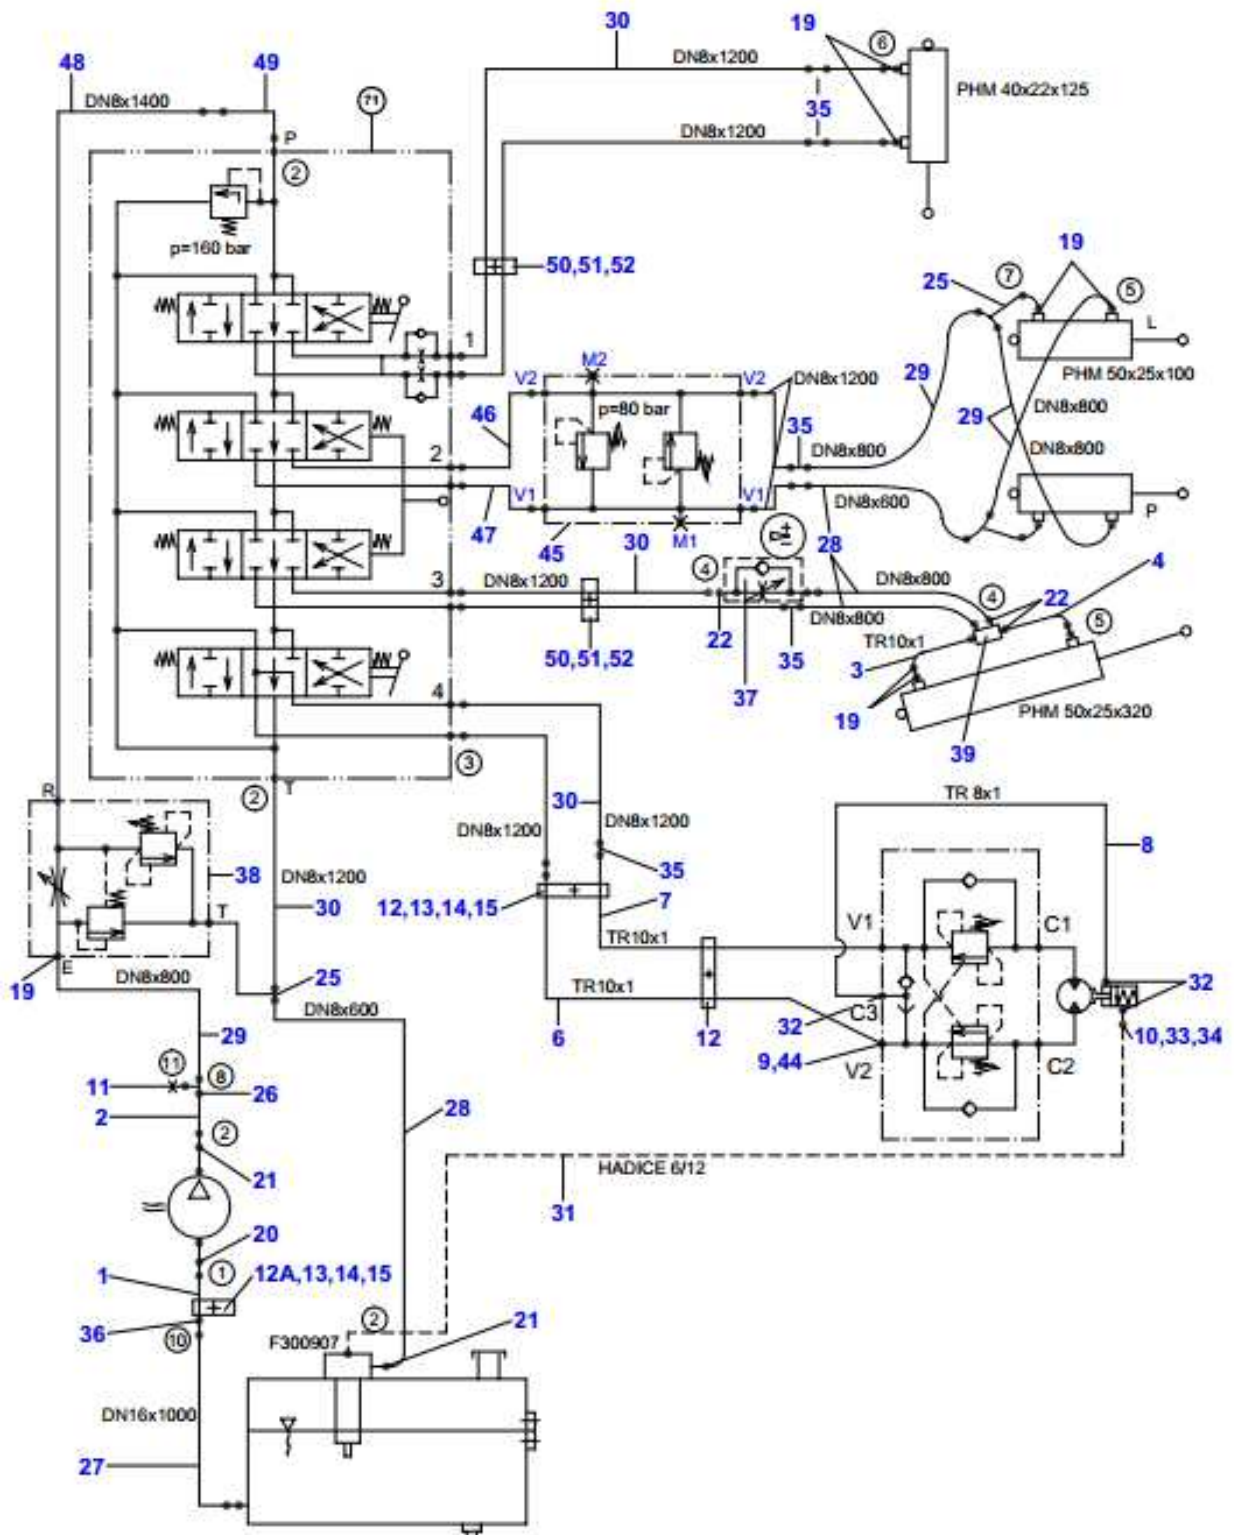 30
19
6
48
49
DN8x1200
PHM 40x22x125
DN8x1400
71
35
P
DN8x1200
2
p=160 bar
50,51,52
19
7
5
25
L
1
M2
V2
V2
DN8x1200
PHM 50x25x100
p=80 bar
29
DN8x800
29
46
35
2
DN8x800
DN8x800
V1
V1
DN8x600
P
47
45
30
M1
28
4
3
DN8x1200
4
DN8x800
4
22
DN8x800
5
50,51,52
22
35
TR10x1
3
37
19
PHM 50x25x320
39
4
3
2
T
R
30
TR 8x1
DN8x1200
DN8x1200
8
38
DN8x1200
35
12,13,14,15
7
30
T
V1
C1
TR10x1
E
DN8x800
25
19
TR10x1
C3
32
32
DN8x600
6
12
9,44
10,33,34
29
V2
C2
11
8
11
26
28
2
2
HADICE 6/12
21
31
20
1
1
12A,13,14,15
36
10
2
21
F300907
DN16x1000
27